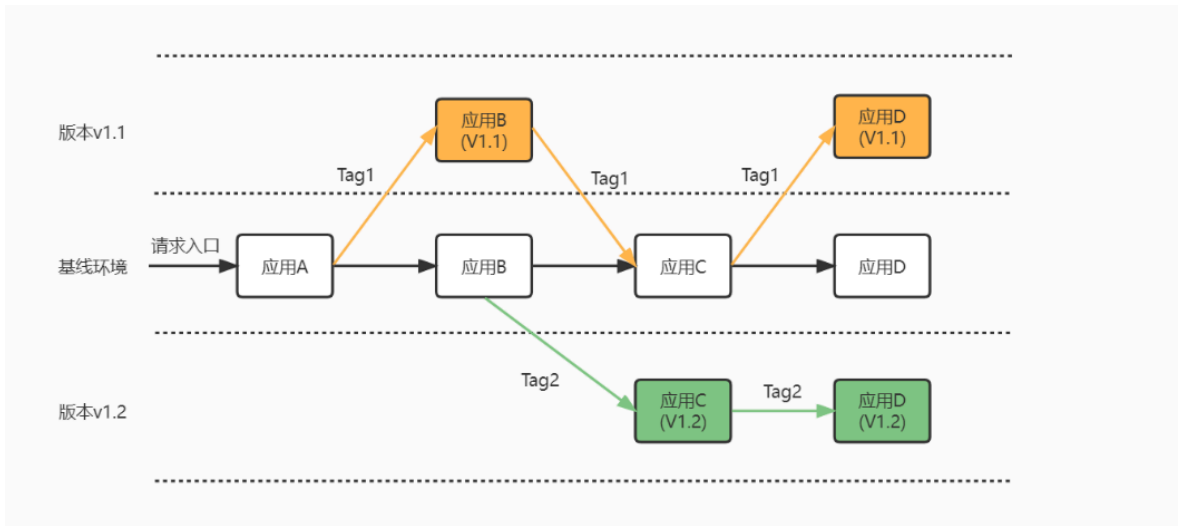 版本v1.1
应用B
(V1.1)
应用D
(V1.1)
Tag1
Tag1
Tag1
基线环境
请求入口
应用A
应用B
应用C
应用D
版本v1.2
Tag2
应用C
(V1.2)
Tag2
应用D
(V1.2)